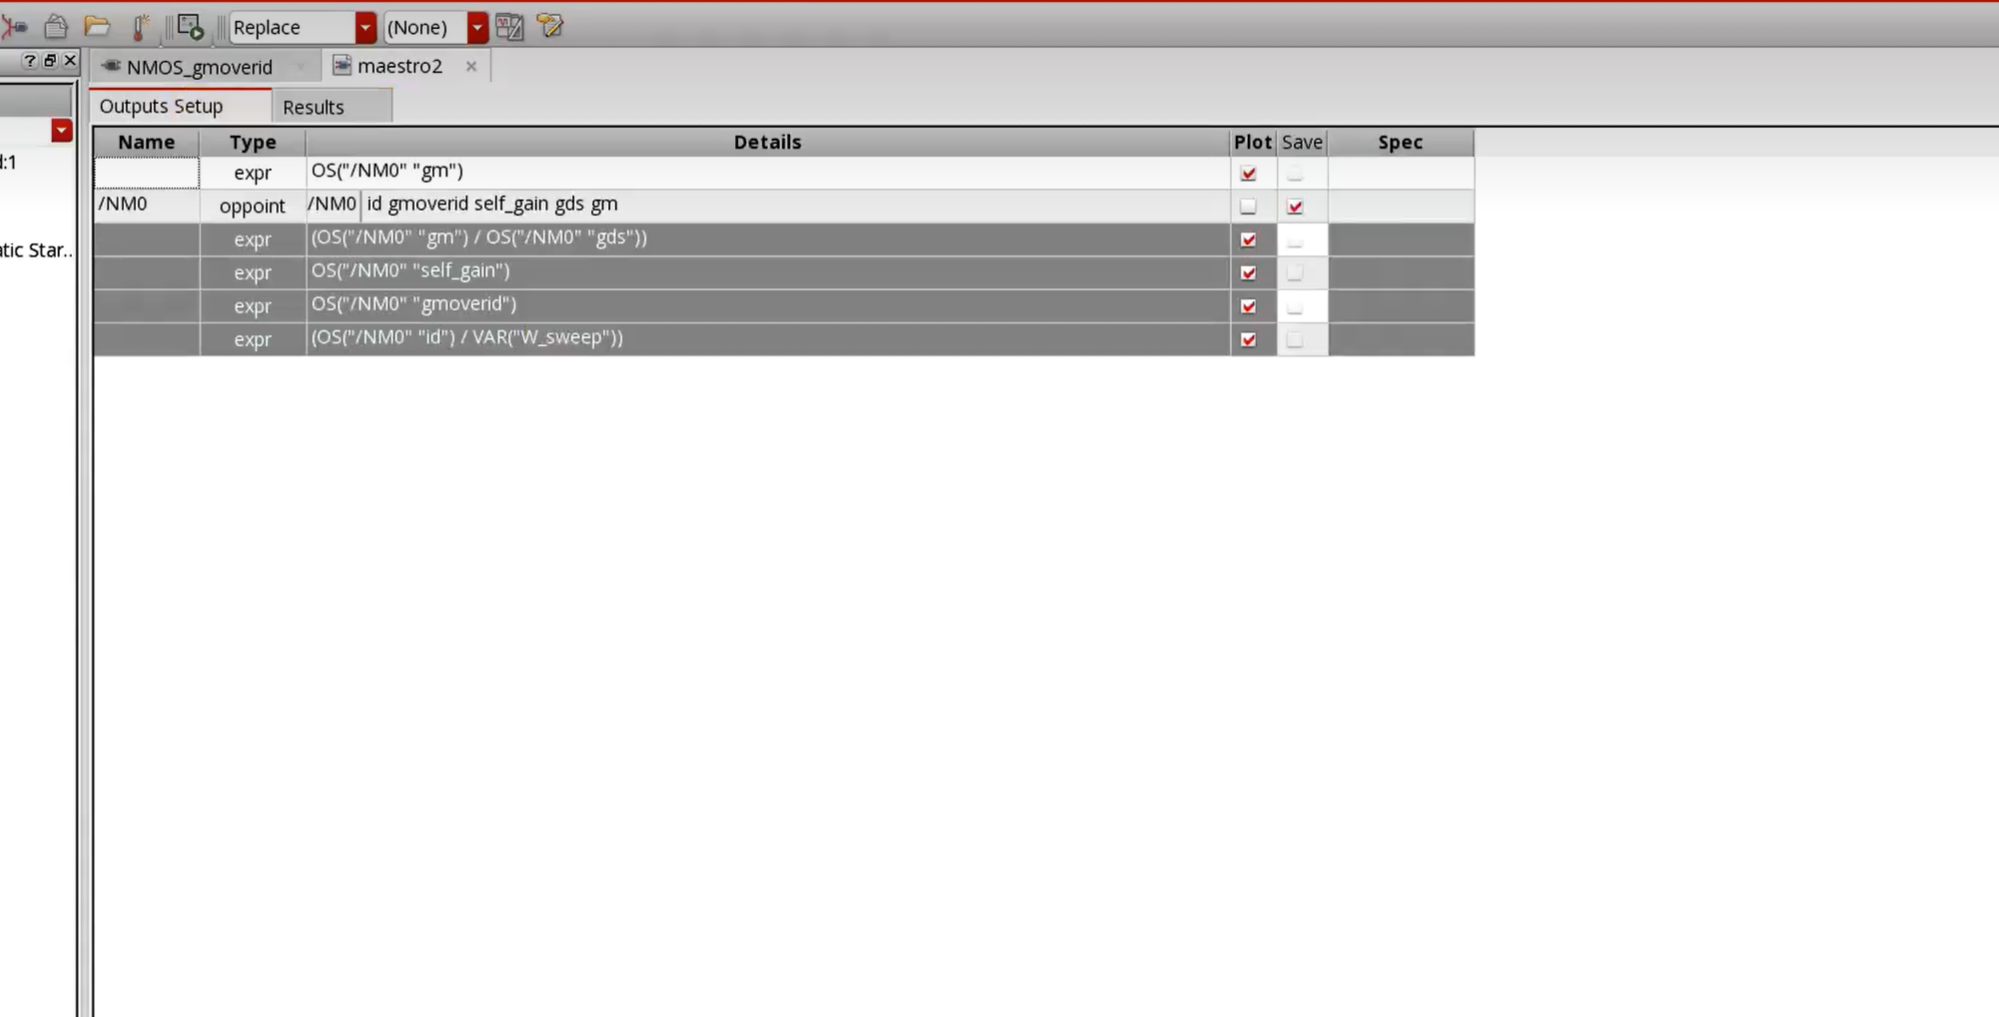 Replace (None)
? 
NMOS_gmoverid maestro2
Outputs Setup Results
Name Type Details Plot Save Spec
d:1
expr OS("/NM0" "gm")
/NM0 oppoint /NM0 id gmoverid self_gain gds gm
expr (OS("/NM0" "gm") / OS("/NM0" "gds"))
atic Star..
expr OS("/NM0" "self_gain")
expr OS("/NM0" "gmoverid")
expr (OS("/NM0" "id") / VAR("W_sweep"))